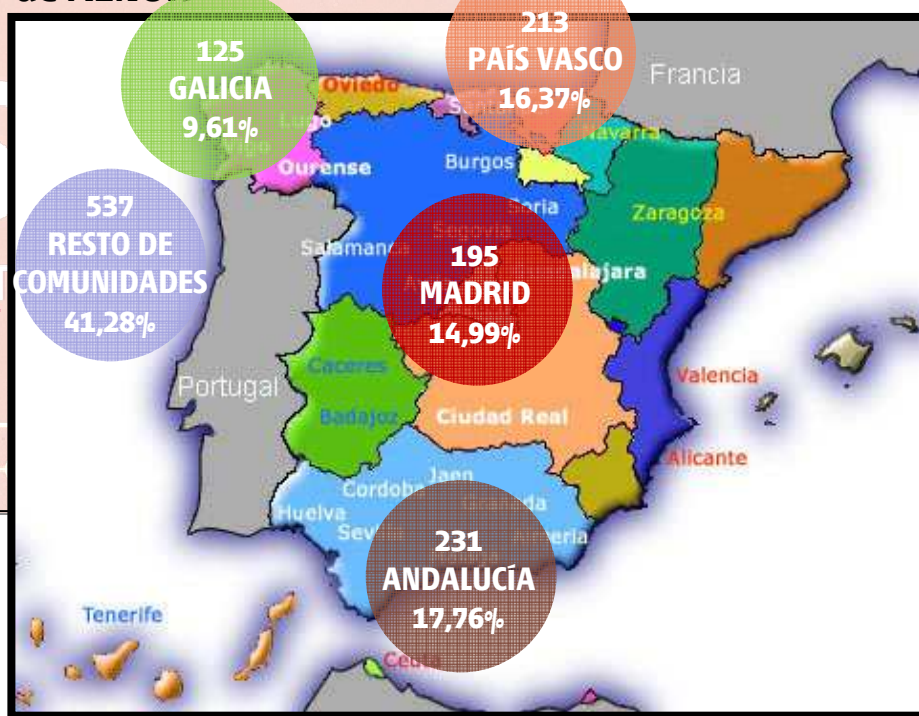 125
GALICIA
9,61%
213
PAÍS VASCO
16,37%
Francia
Oviedo
Lugo
Vigo
Navarra
Ourense
Burgos
537
RESTO DE
COMUNIDADES
41,28%
Soria
Zaragoza
Segovia
Salamanca
195
MADRID
14,99%
Caceres
Portugal
Valencia
Badajoz
Ciudad Real
Alicante
Jaen
Cordoba
Huelva
231
ANDALUCÍA
17,76%
Tenerife
Ceuta